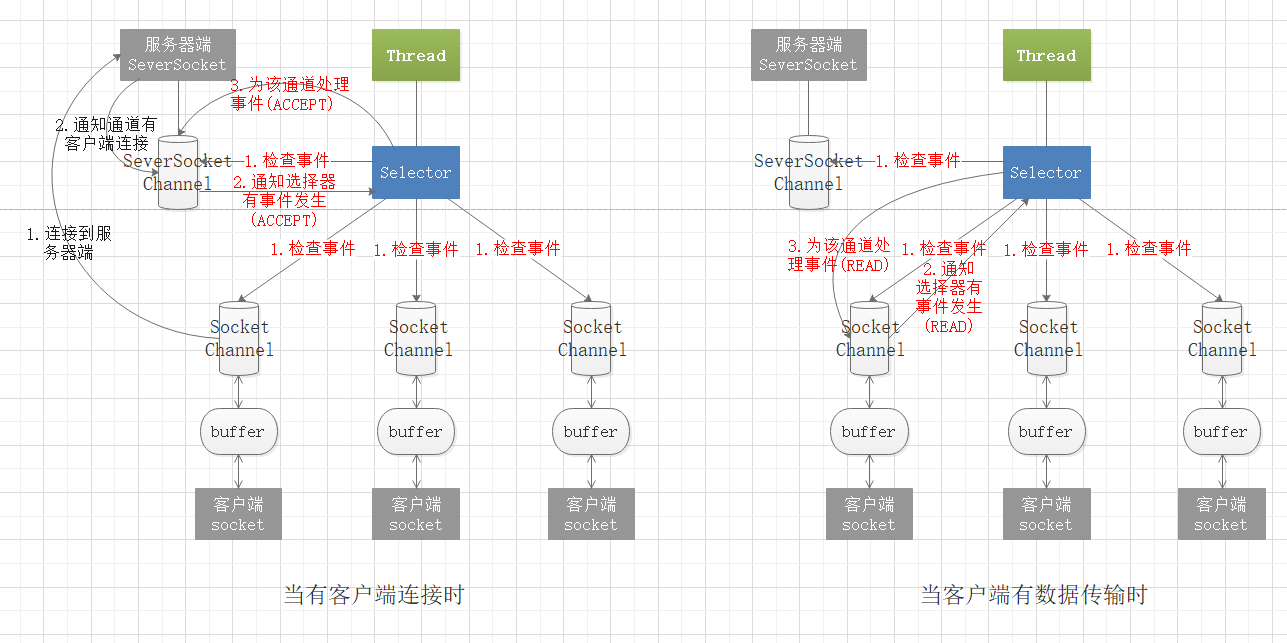 服务器端
SeverSocket
Thread
3.为该通道处理
事件(ACCEPT)
2.通知通道有
客户端连接
SeverSocket
Channel
1.检查事件
Selector
2.通知选择器
有事件发生
(ACCEPT)
1.连接到服
务器端
1.检查事件
1.检查事件
1.检查事件
Socket
Channel
Socket
Channel
Socket
Channel
buffer
buffer
buffer
客户端
socket
客户端
socket
客户端
socket
当有客户端连接时
服务器端
SeverSocket
Thread
SeverSocket
Channel
1.检查事件
Selector
3.为该通道处
理事件(READ)
1.检查事件
1.检查事件
1.检查事件
2.通知
选择器有
事件发生
(READ)
Socket
Channel
Socket
Channel
Socket
Channel
buffer
buffer
buffer
客户端
socket
客户端
socket
客户端
socket
当客户端有数据传输时